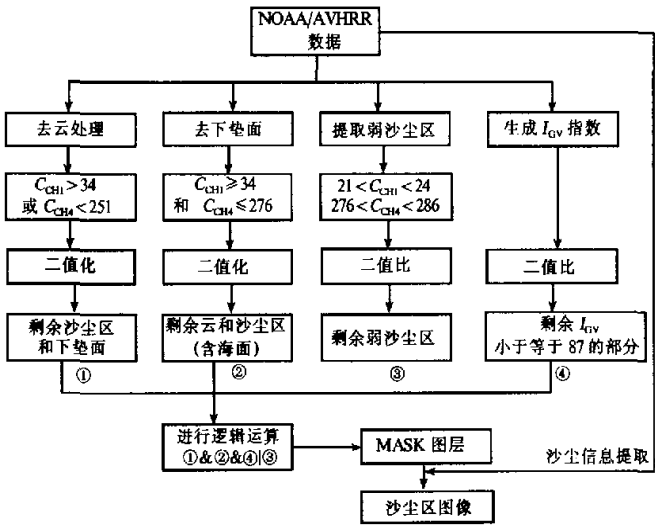 NOAA/AVHRR
数据
去云处理
去下垫面
提取弱沙尘区
生成 I_GV 指数
C_CH1>34
或 C_CH4<251
C_CH1≥34
和 C_CH4≤276
21<C_CH1<24
276<C_CH4<286
二值化
二值化
二值比
二值比
剩余沙尘区
和下垫面
剩余云和沙尘区
(含海面)
剩余弱沙尘区
剩余 I_GV
小于等于 87 的部分
①
②
③
④
进行逻辑运算
①&②&④|③
MASK 图层
沙尘信息提取
沙尘区图像